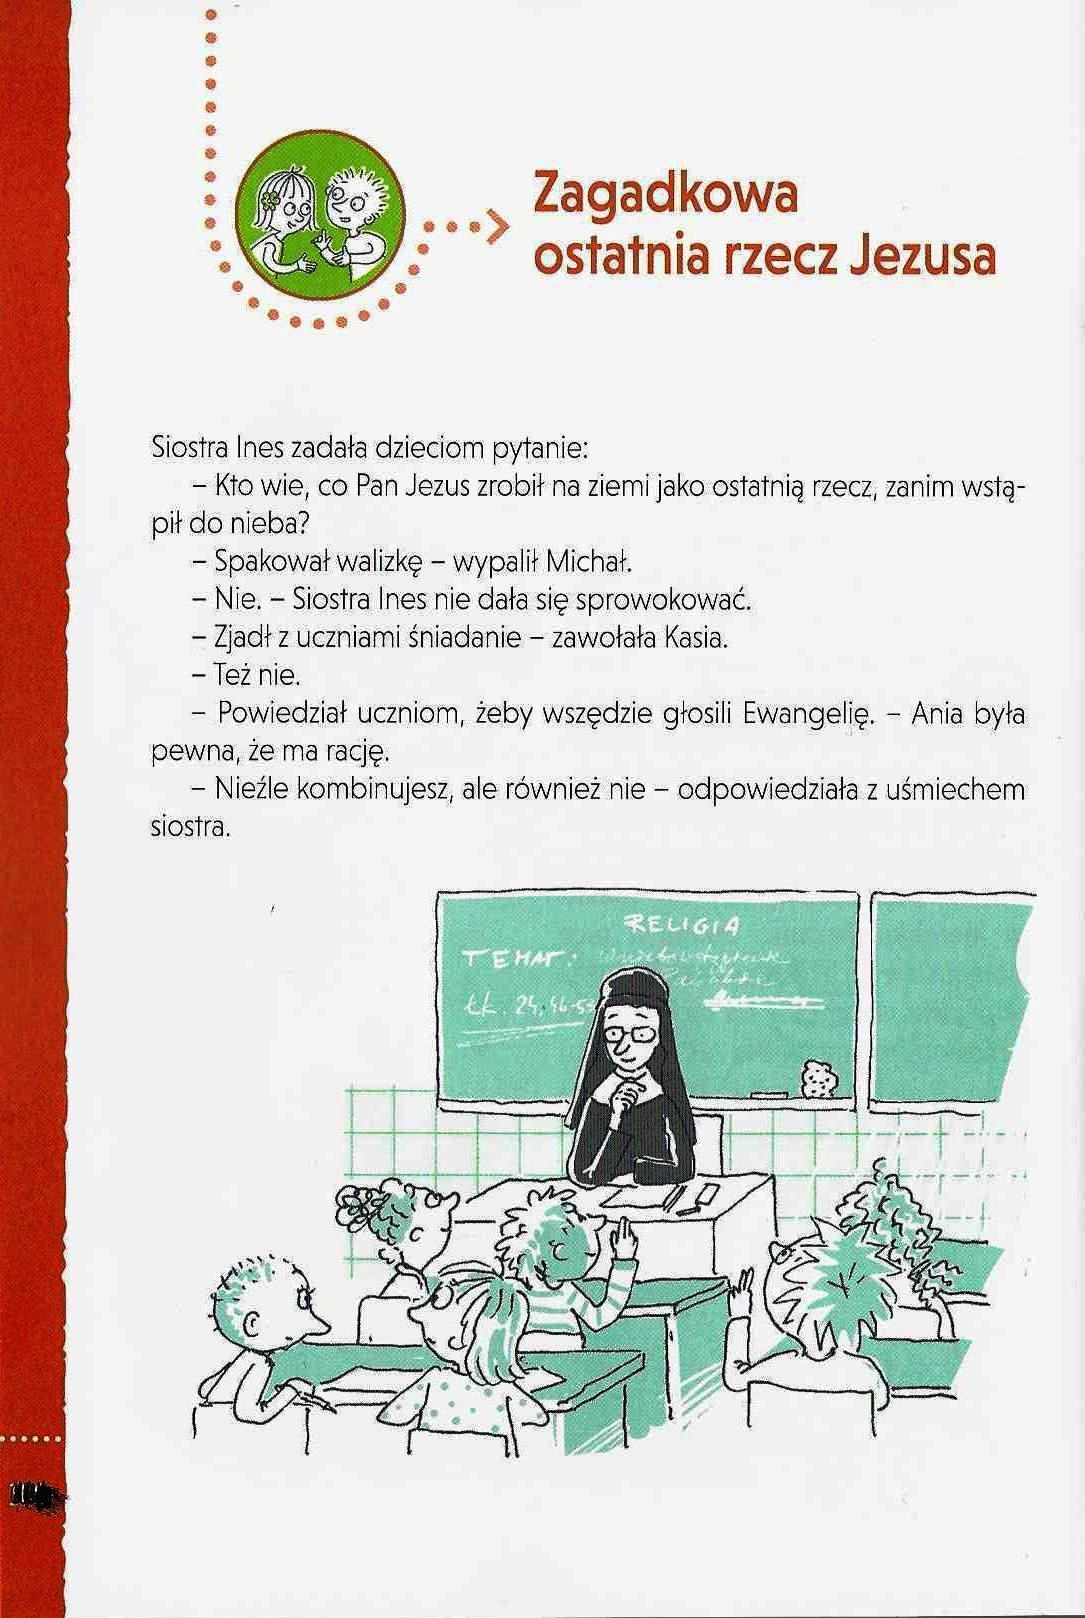 Zagadkowa
ostatnia rzecz Jezusa
Siostra Ines zadała dzieciom pytanie:
– Kto wie, co Pan Jezus zrobił na ziemi jako ostatnią rzecz, zanim wstą-
pił do nieba?
– Spakował walizkę – wypalił Michał.
– Nie. – Siostra Ines nie dała się sprowokować.
– Zjadł z uczniami śniadanie – zawołała Kasia.
– Też nie.
– Powiedział uczniom, żeby wszędzie głosili Ewangelię. – Ania była
pewna, że ma rację.
– Nieźle kombinujesz, ale również nie – odpowiedziała z uśmiechem
siostra.
RELIGIA
TEMAT:
Łk. 24, 46-5